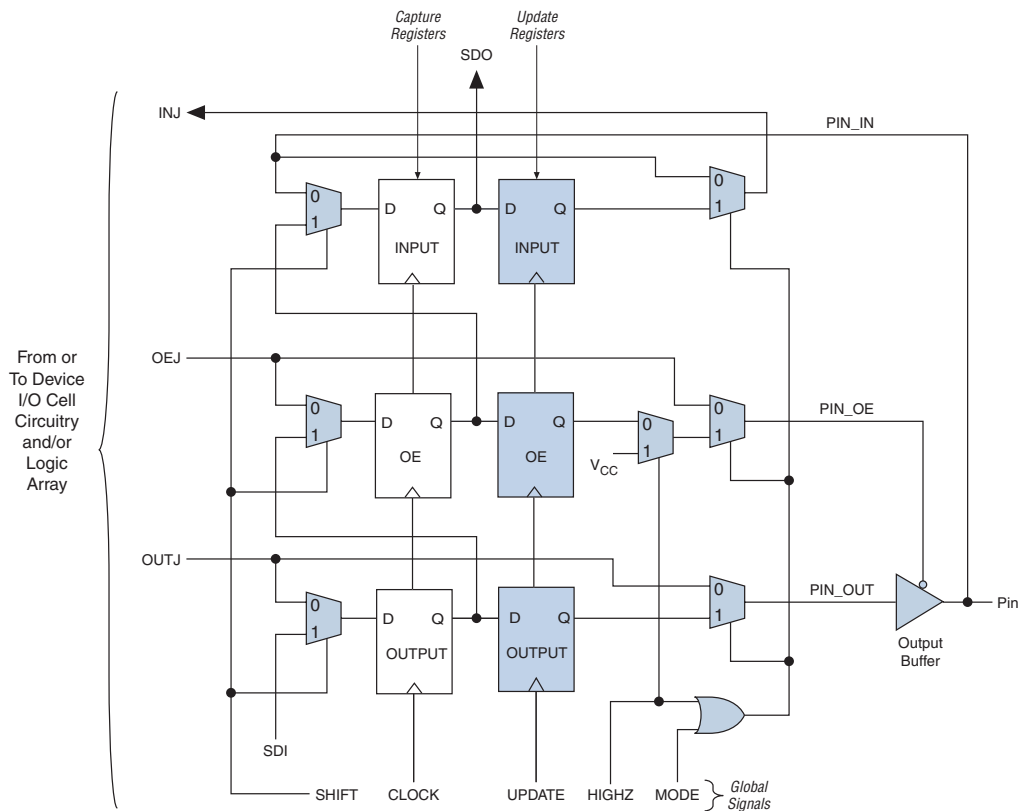 Capture
Registers
Update
Registers
SDO
INJ
PIN_IN
0
1
D Q
INPUT
D Q
INPUT
0
1
From or
To Device
I/O Cell
Circuitry
and/or
Logic
Array
OEJ
0
1
D Q
OE
D Q
OE
0
1
VCC
0
1
PIN_OE
OUTJ
0
1
D Q
OUTPUT
D Q
OUTPUT
0
1
PIN_OUT
Pin
Output
Buffer
SDI
SHIFT
CLOCK
UPDATE
HIGHZ
MODE
Global
Signals